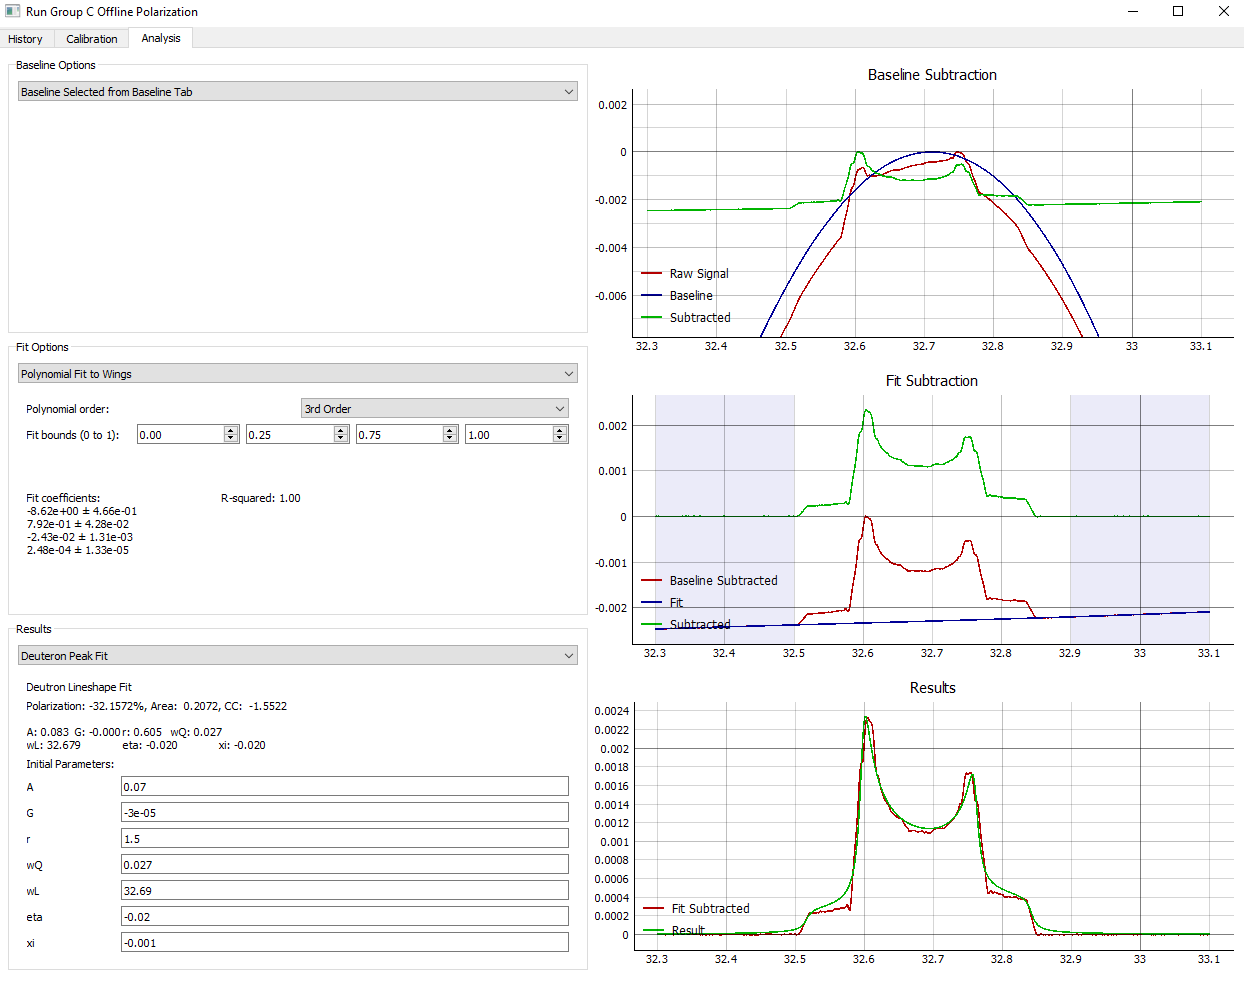 Run Group C Offline Polarization
History Calibration Analysis
Baseline Options
Baseline Selected from Baseline Tab
Fit Options
Polynomial Fit to Wings
Polynomial order: 3rd Order
Fit bounds (0 to 1): 0.00 0.25 0.75 1.00
Fit coefficients: R-squared: 1.00
-8.62e+00 ± 4.66e-01
7.92e-01 ± 4.28e-02
-2.43e-02 ± 1.31e-03
2.48e-04 ± 1.33e-05
Results
Deuteron Peak Fit
Deutron Lineshape Fit
Polarization: -32.1572%, Area: 0.2072, CC: -1.5522
A: 0.083 G: -0.000 r: 0.605 wQ: 0.027
wL: 32.679 eta: -0.020 xi: -0.020
Initial Parameters:
A 0.07
G -3e-05
r 1.5
wQ 0.027
wL 32.69
eta -0.02
xi -0.001
Baseline Subtraction
0.002
0
-0.002
-0.004
-0.006
Raw Signal
Baseline
Subtracted
32.3 32.4 32.5 32.6 32.7 32.8 32.9 33 33.1
Fit Subtraction
0.002
0.001
0
-0.001
-0.002
Baseline Subtracted
Fit
Subtracted
32.3 32.4 32.5 32.6 32.7 32.8 32.9 33 33.1
Results
0.0024
0.0022
0.002
0.0018
0.0016
0.0014
0.0012
0.001
0.0008
0.0006
0.0004
0.0002
0
Fit Subtracted
Result
32.3 32.4 32.5 32.6 32.7 32.8 32.9 33 33.1